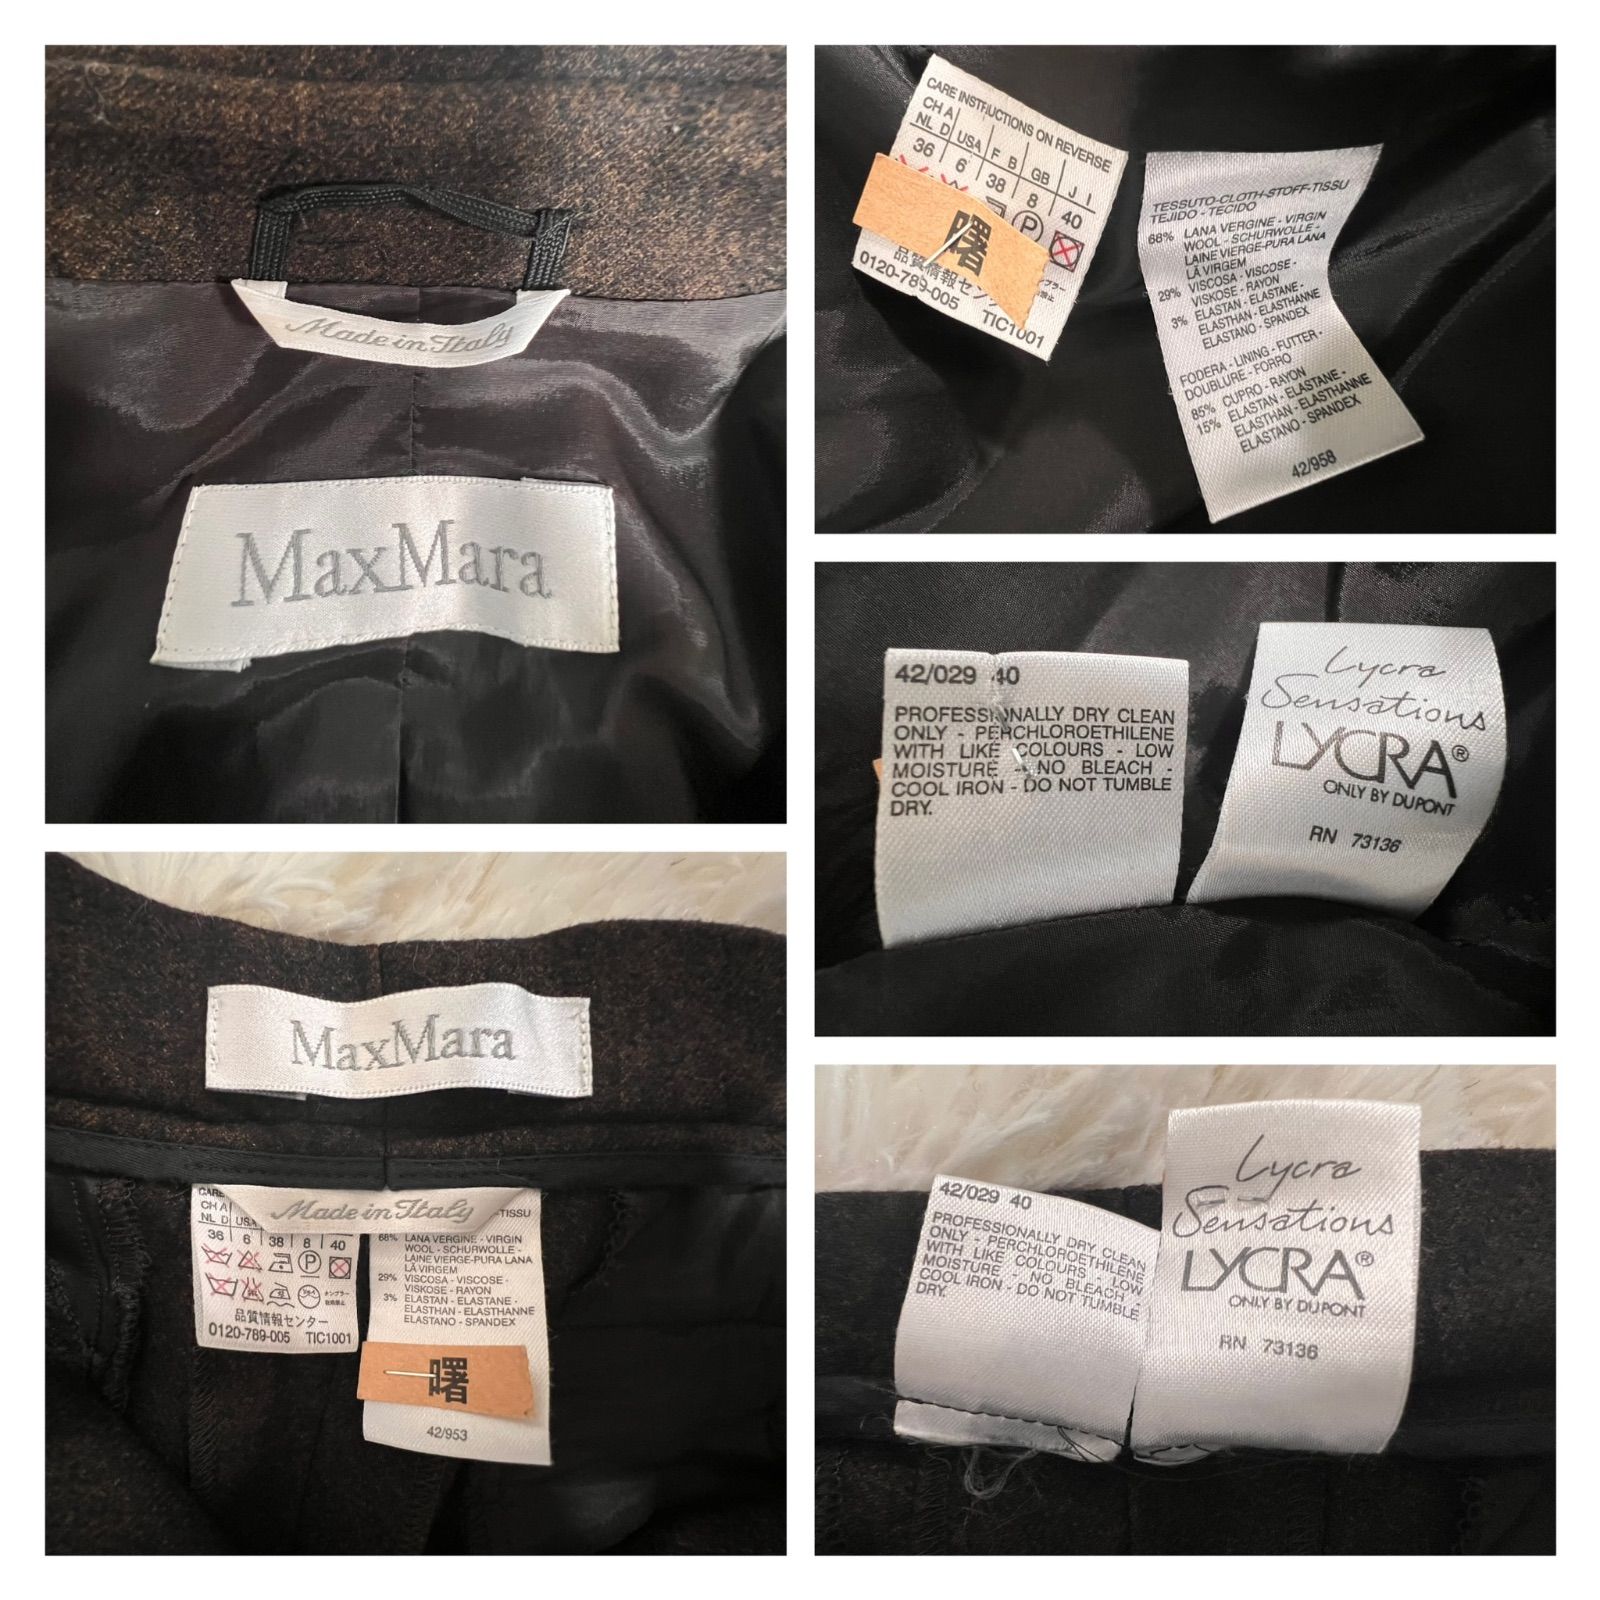 Made in Italy
MaxMara
CARE INSTRUCTIONS ON REVERSE
CH A
NL D USA F B GB J I
36 6 38 8 40
曙
品質情報セン
0120-789-005 TIC1001
TESSUTO-CLOTH-STOFF-TISSU
TEJIDO - TECIDO
68% LANA VERGINE - VIRGIN
WOOL - SCHURWOLLE -
LAINE VIERGE-PURA LANA
LÃ VIRGEM
29% VISCOSA - VISCOSE -
VISKOSE - RAYON
3% ELASTAN - ELASTANE -
ELASTHAN - ELASTHANNE
ELASTANO - SPANDEX
FODERA - LINING - FUTTER -
DOUBLURE - FORRO
85% CUPRO - RAYON
15% ELASTAN - ELASTANE -
ELASTHAN - ELASTHANNE
ELASTANO - SPANDEX
42/958
42/029 40
PROFESSIONALLY DRY CLEAN
ONLY - PERCHLOROETHILENE
WITH LIKE COLOURS - LOW
MOISTURE - NO BLEACH -
COOL IRON - DO NOT TUMBLE
DRY.
Lycra
Sensations
LYCRA®
ONLY BY DUPONT
RN 73136
MaxMara
Made in Italy
CARE
CH A
NL D USA
36 6 38 8 40
P
品質情報センター
0120-789-005 TIC1001
-TISSU
68% LANA VERGINE - VIRGIN
WOOL - SCHURWOLLE -
LAINE VIERGE-PURA LANA
LÃ VIRGEM
29% VISCOSA - VISCOSE -
VISKOSE - RAYON
3% ELASTAN - ELASTANE -
ELASTHAN - ELASTHANNE
ELASTANO - SPANDEX
曙
42/953
42/029 40
PROFESSIONALLY DRY CLEAN
ONLY - PERCHLOROETHILENE
WITH LIKE COLOURS - LOW
MOISTURE - NO BLEACH -
COOL IRON - DO NOT TUMBLE
DRY.
Lycra
Sensations
LYCRA®
ONLY BY DUPONT
RN 73136